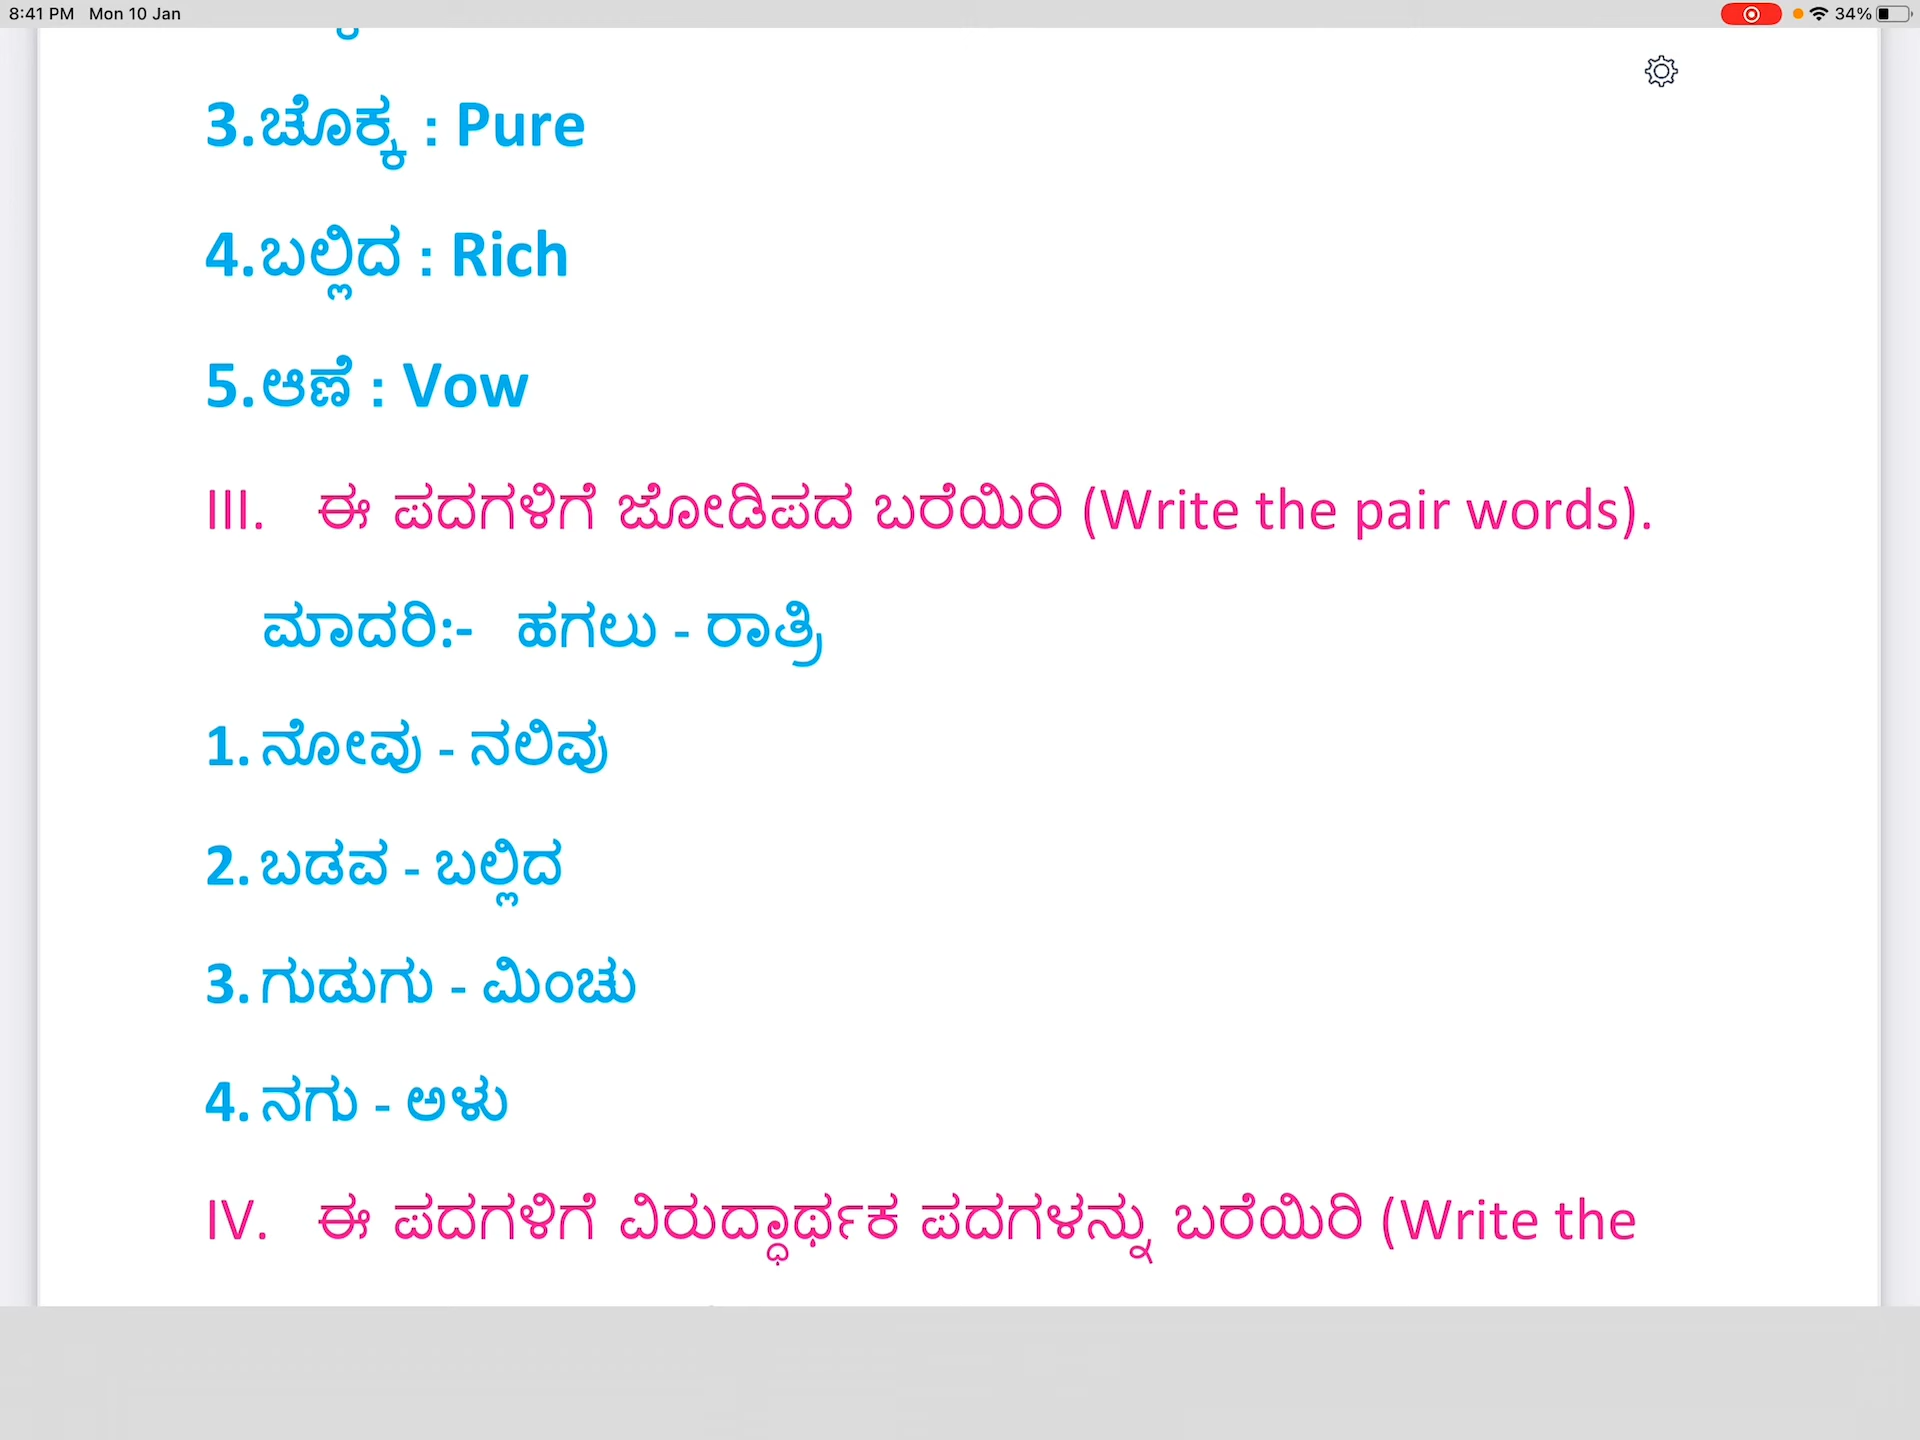 8:41 PM Mon 10 Jan
34%
3.ಚೊಕ್ಕ : Pure
4.ಬಲ್ಲಿದ : Rich
5.ಆಣೆ : Vow
III. ಈ ಪದಗಳಿಗೆ ಜೋಡಿಪದ ಬರೆಯಿರಿ (Write the pair words).
ಮಾದರಿ:- ಹಗಲು - ರಾತ್ರಿ
1. ನೋವು - ನಲಿವು
2. ಬಡವ - ಬಲ್ಲಿದ
3. ಗುಡುಗು - ಮಿಂಚು
4. ನಗು - ಅಳು
IV. ಈ ಪದಗಳಿಗೆ ವಿರುದ್ಧಾರ್ಥಕ ಪದಗಳನ್ನು ಬರೆಯಿರಿ (Write the